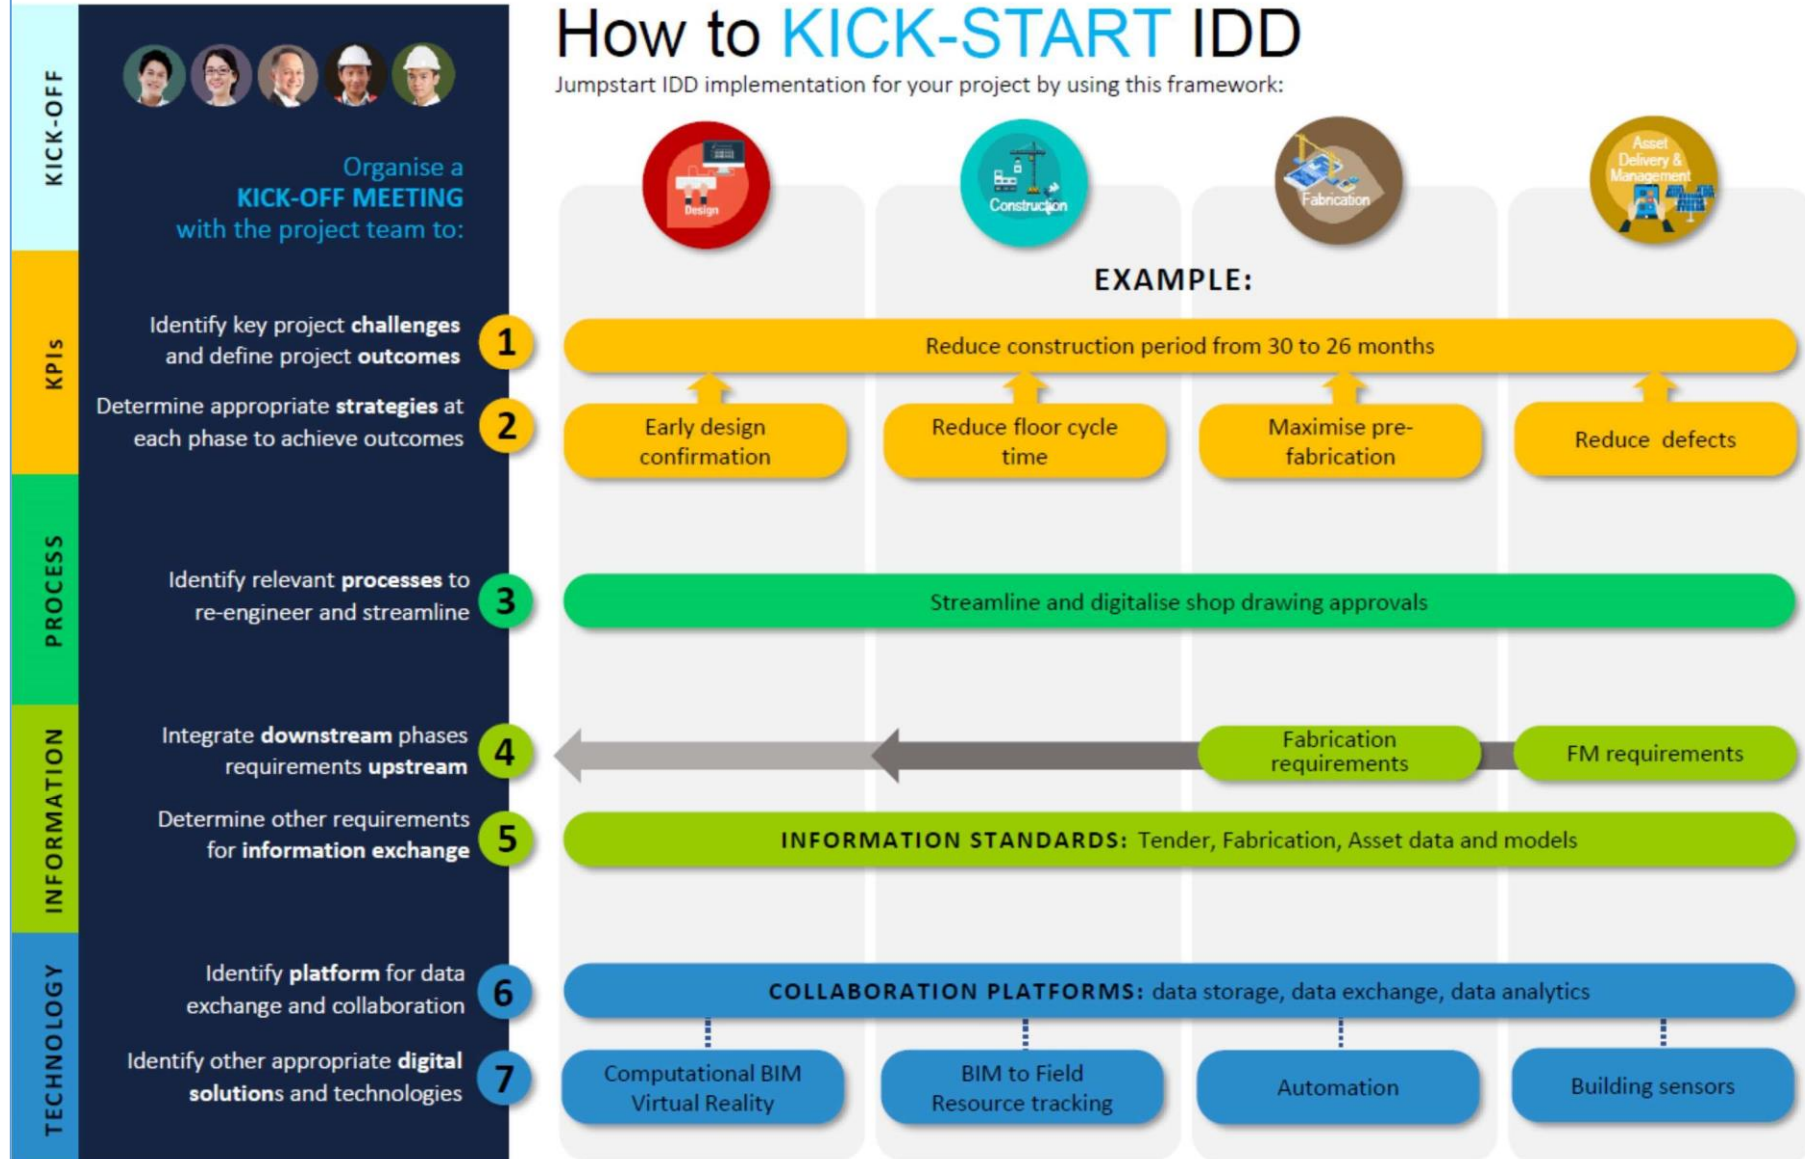 How to KICK-START IDD
Jumpstart IDD implementation for your project by using this framework:
KICK-OFF
Organise a
KICK-OFF MEETING
with the project team to:
Design
Construction
Fabrication
Asset
Delivery &
Management
EXAMPLE:
KPIs
Identify key project challenges
and define project outcomes
1
Reduce construction period from 30 to 26 months
Determine appropriate strategies at
each phase to achieve outcomes
2
Early design
confirmation
Reduce floor cycle
time
Maximise pre-
fabrication
Reduce defects
PROCESS
Identify relevant processes to
re-engineer and streamline
3
Streamline and digitalise shop drawing approvals
INFORMATION
Integrate downstream phases
requirements upstream
4
Fabrication
requirements
FM requirements
Determine other requirements
for information exchange
5
INFORMATION STANDARDS: Tender, Fabrication, Asset data and models
TECHNOLOGY
Identify platform for data
exchange and collaboration
6
COLLABORATION PLATFORMS: data storage, data exchange, data analytics
Identify other appropriate digital
solutions and technologies
7
Computational BIM
Virtual Reality
BIM to Field
Resource tracking
Automation
Building sensors